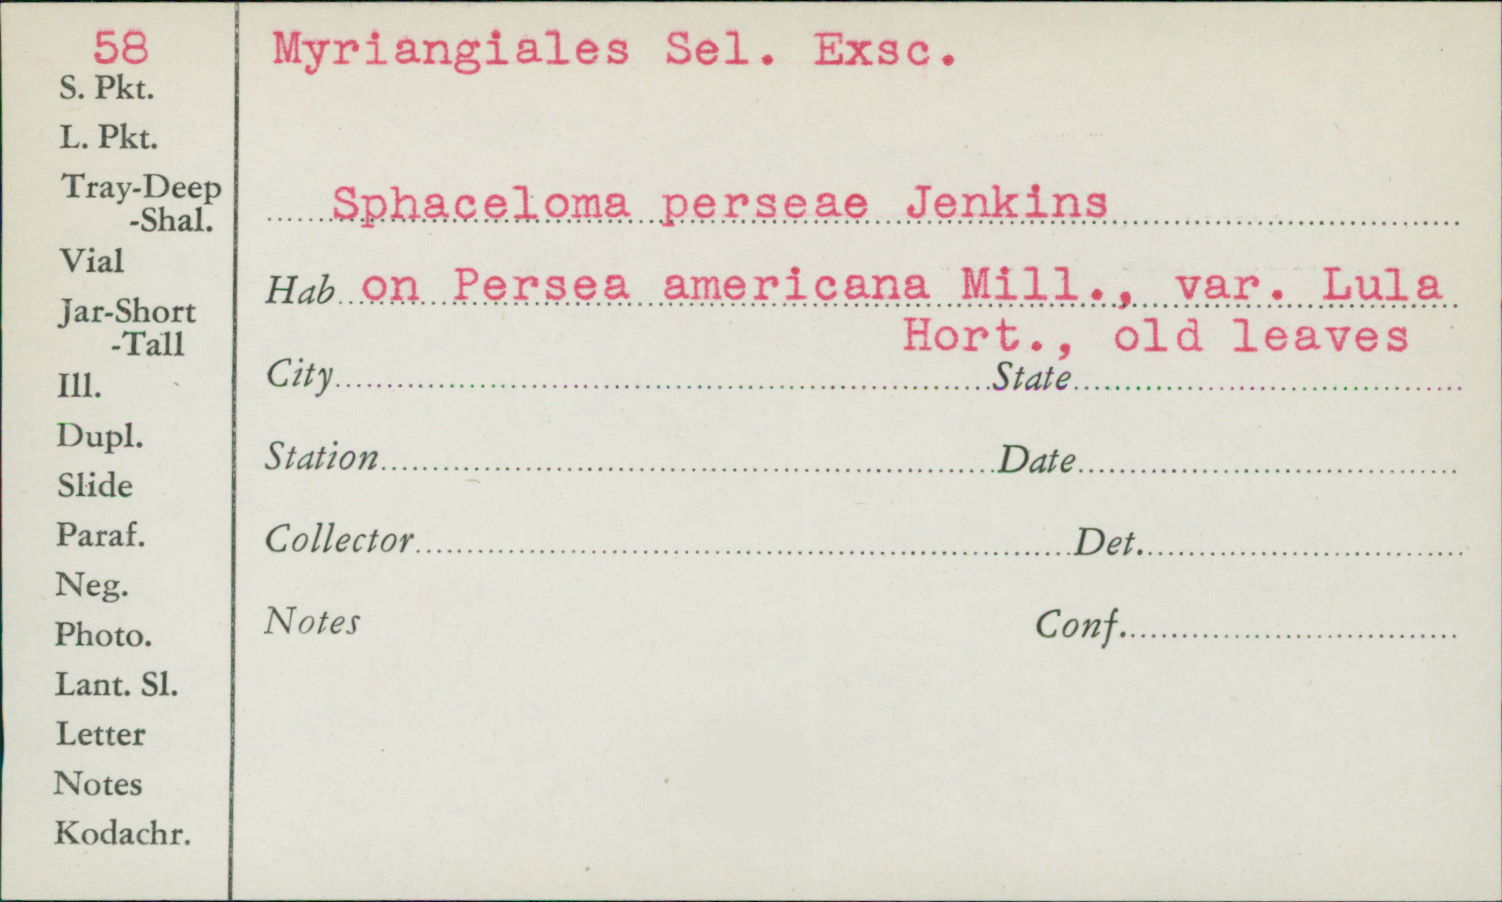 58
S. Pkt.
L. Pkt.
Tray-Deep
-Shal.
Vial
Jar-Short
-Tall
Ill.
Dupl.
Slide
Paraf.
Neg.
Photo.
Lant. Sl.
Letter
Notes
Kodachr.
Myriangiales Sel. Exsc.
Sphaceloma perseae Jenkins
Hab. on Persea americana Mill., var. Lula
Hort., old leaves
City State
Station Date
Collector Det.
Notes Conf.